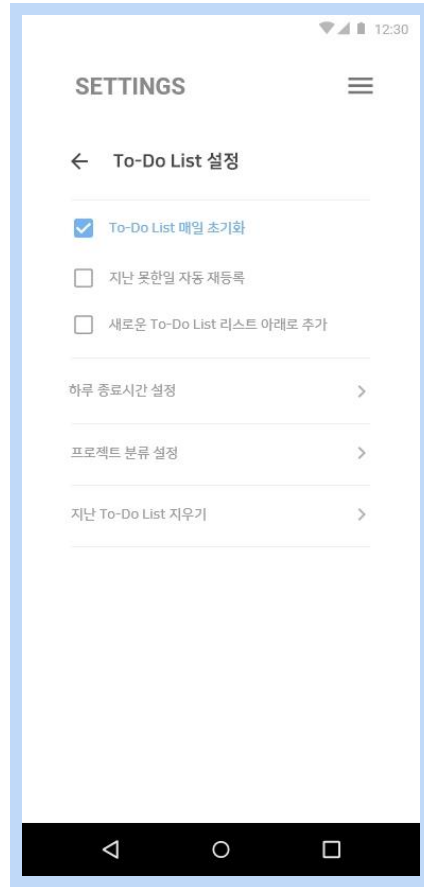 12:30
SETTINGS
To-Do List 설정
To-Do List 매일 초기화
지난 못한일 자동 재등록
새로운 To-Do List 리스트 아래로 추가
하루 종료시간 설정
프로젝트 분류 설정
지난 To-Do List 지우기